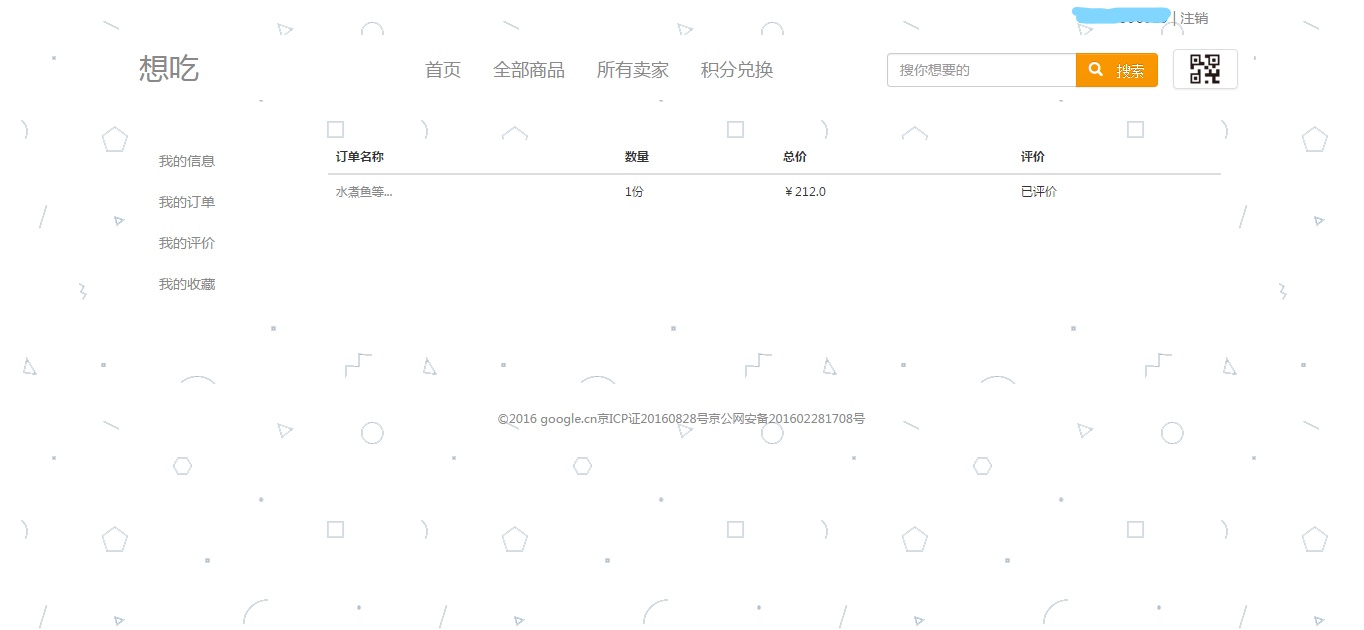 | 注销
想吃
首页 全部商品 所有卖家 积分兑换
搜你想要的 搜索
我的信息
我的订单
我的评价
我的收藏
订单名称 数量 总价 评价
水煮鱼等... 1份 ￥212.0 已评价
©2016 google.cn京ICP证20160828号京公网安备201602281708号